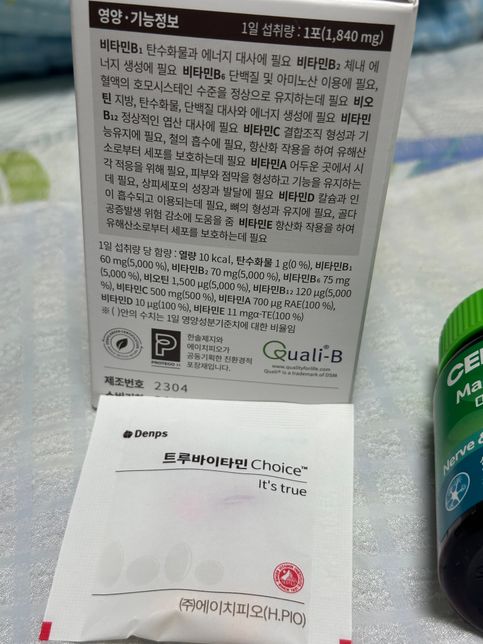 영양·기능정보
1일 섭취량 : 1포(1,840 mg)
비타민B₁ 탄수화물과 에너지 대사에 필요 비타민B₂ 체내 에
너지 생성에 필요 비타민B₆ 단백질 및 아미노산 이용에 필요,
혈액의 호모시스테인 수준을 정상으로 유지하는데 필요 비오
틴 지방, 탄수화물, 단백질 대사와 에너지 생성에 필요 비타민
B₁₂ 정상적인 엽산 대사에 필요 비타민C 결합조직 형성과 기
능유지에 필요, 철의 흡수에 필요, 항산화 작용을 하여 유해산
소로부터 세포를 보호하는데 필요 비타민A 어두운 곳에서 시
각 적응을 위해 필요, 피부와 점막을 형성하고 기능을 유지하는
데 필요, 상피세포의 성장과 발달에 필요 비타민D 칼슘과 인
이 흡수되고 이용되는데 필요, 뼈의 형성과 유지에 필요, 골다
공증발생 위험 감소에 도움을 줌 비타민E 항산화 작용을 하여
유해산소로부터 세포를 보호하는데 필요
1일 섭취량 당 함량 : 열량 10 kcal, 탄수화물 1 g(0 %), 비타민B₁
60 mg(5,000 %), 비타민B₂ 70 mg(5,000 %), 비타민B₆ 75 mg
(5,000 %), 비오틴 1,500 μg(5,000 %), 비타민B₁₂ 120 μg(5,000
%), 비타민C 500 mg(500 %), 비타민A 700 μg RAE(100 %),
비타민D 10 μg(100 %), 비타민E 11 mgα-TE(100 %)
※ ( )안의 수치는 1일 영양성분기준치에 대한 비율임
PROTEGO
한솔제지와
에이치피오가
공동기획한 친환경적
포장재입니다.
Quali®-B
www.qualityforlife.com
Quali® is a trademark of DSM
제조번호 2304
Denps
트루바이타민 Choice™
It's true
㈜에이치피오(H.PIO)
CE
Ma
Nerve &